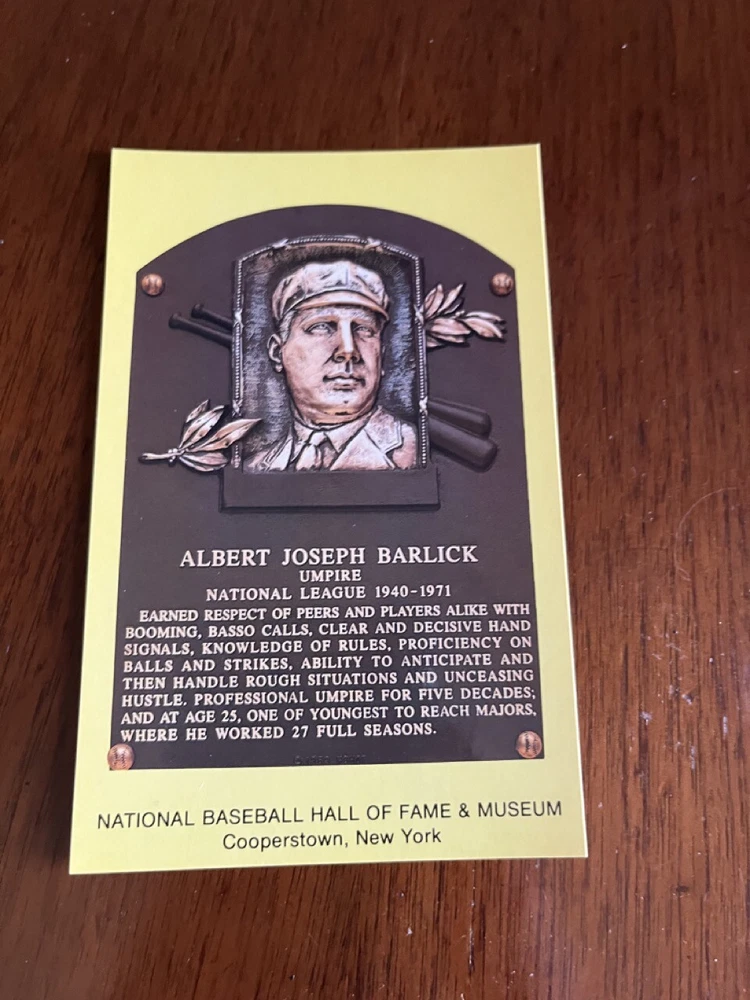 ALBERT JOSEPH BARLICK
UMPIRE
NATIONAL LEAGUE 1940-1971
EARNED RESPECT OF PEERS AND PLAYERS ALIKE WITH
BOOMING, BASSO CALLS, CLEAR AND DECISIVE HAND
SIGNALS, KNOWLEDGE OF RULES, PROFICIENCY ON
BALLS AND STRIKES, ABILITY TO ANTICIPATE AND
THEN HANDLE ROUGH SITUATIONS AND UNCEASING
HUSTLE. PROFESSIONAL UMPIRE FOR FIVE DECADES;
AND AT AGE 25, ONE OF YOUNGEST TO REACH MAJORS,
WHERE HE WORKED 27 FULL SEASONS.
NATIONAL BASEBALL HALL OF FAME & MUSEUM
Cooperstown, New York